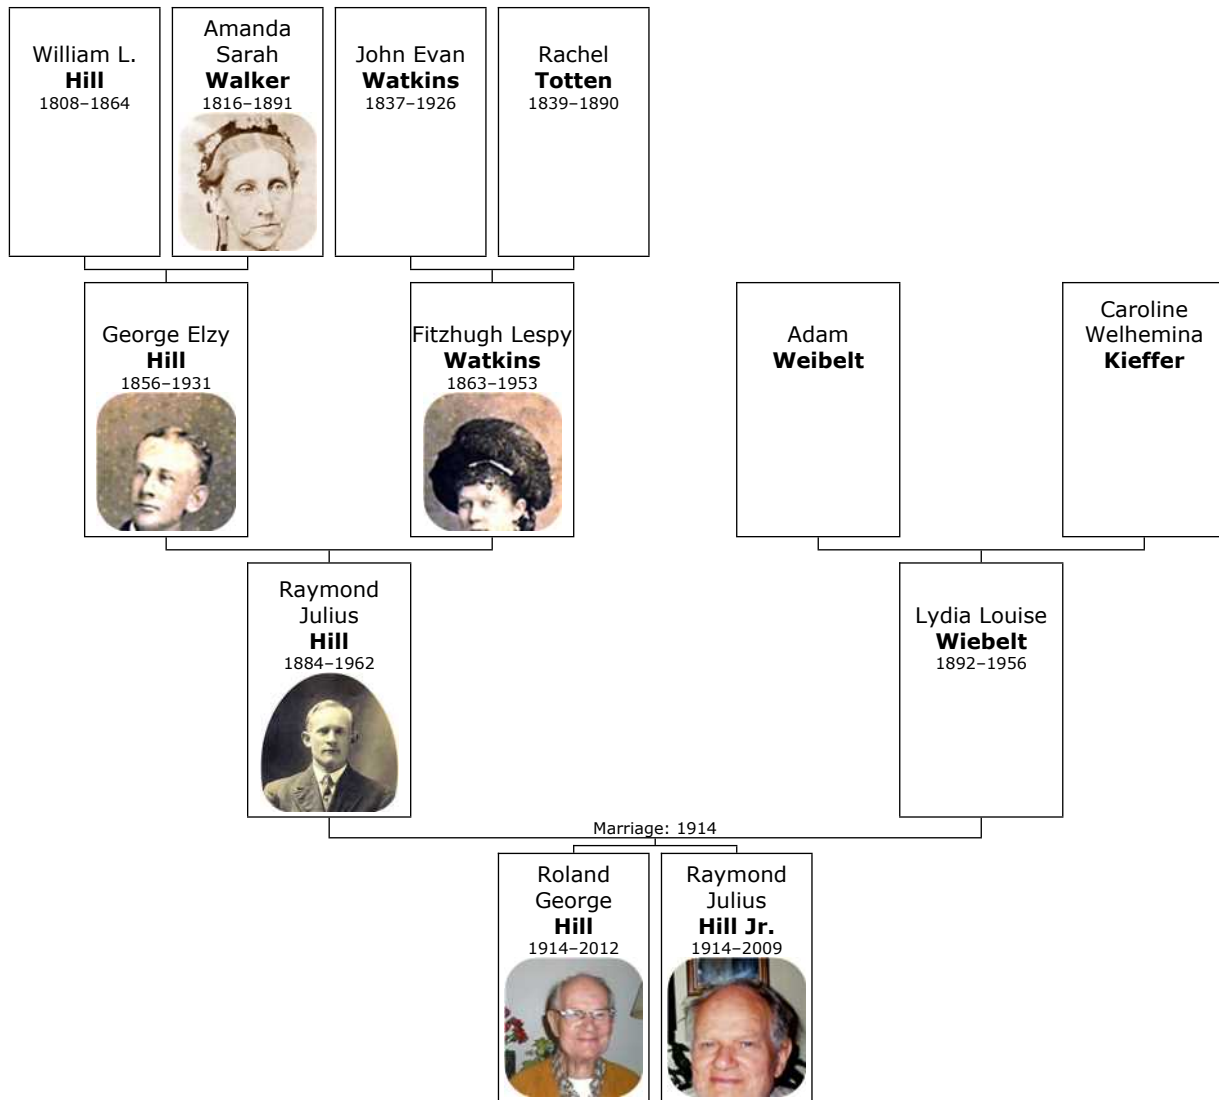 William L.
Hill
1808–1864
Amanda
Sarah
Walker
1816–1891
John Evan
Watkins
1837–1926
Rachel
Totten
1839–1890
George Elzy
Hill
1856–1931
Fitzhugh Lespy
Watkins
1863–1953
Adam
Weibelt
Caroline
Welhemina
Kieffer
Raymond
Julius
Hill
1884–1962
Lydia Louise
Wiebelt
1892–1956
Marriage: 1914
Roland
George
Hill
1914–2012
Raymond
Julius
Hill Jr.
1914–2009